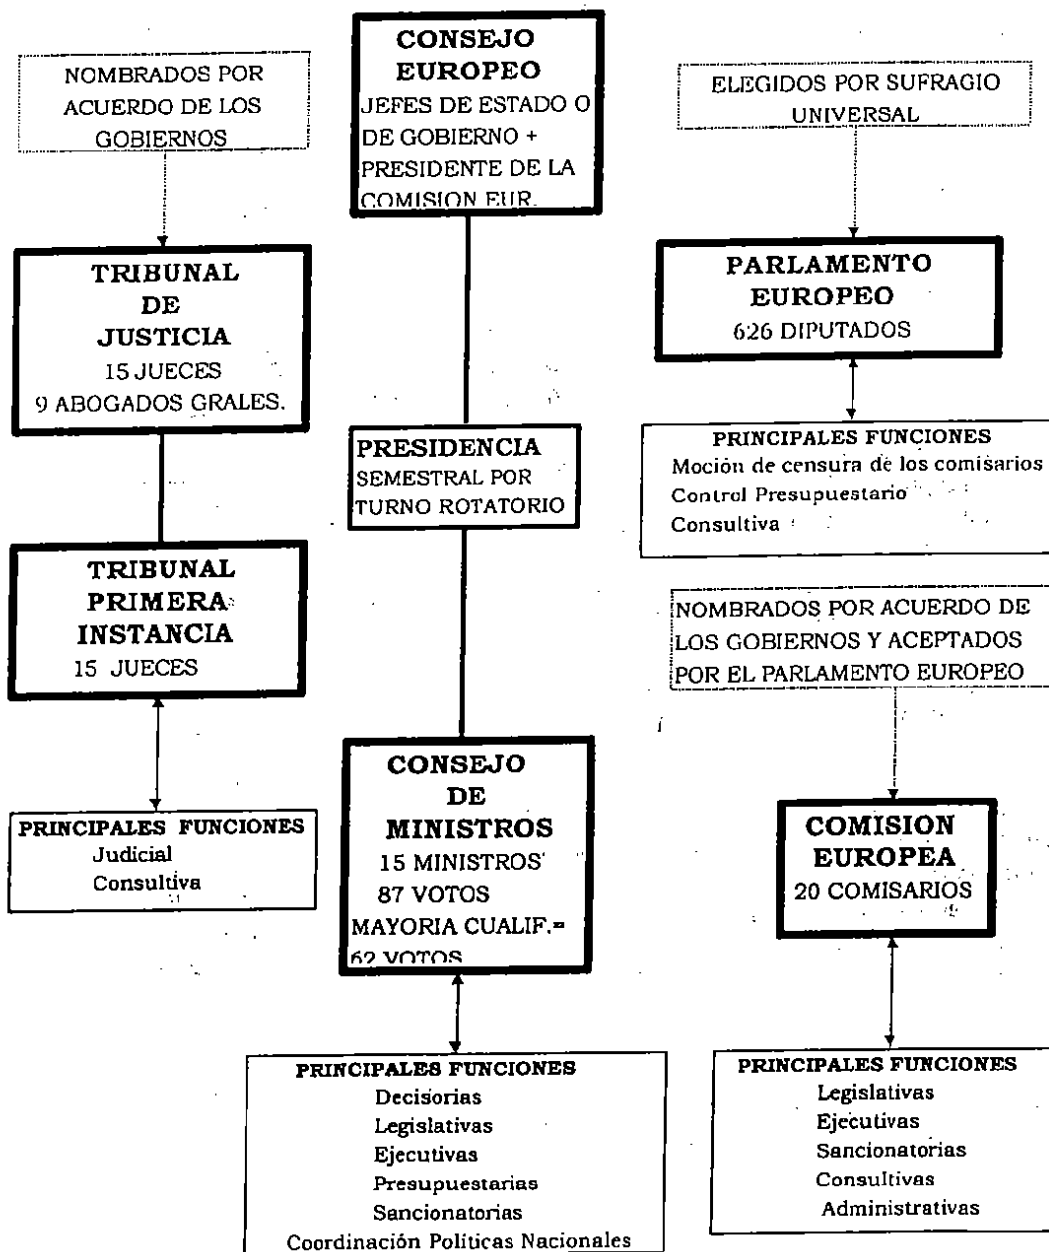 NOMBRADOS POR
ACUERDO DE LOS
GOBIERNOS
TRIBUNAL
DE
JUSTICIA
15 JUECES
9 ABOGADOS GRALES.
TRIBUNAL
PRIMERA
INSTANCIA
15 JUECES
PRINCIPALES FUNCIONES
Judicial
Consultiva
CONSEJO
EUROPEO
JEFES DE ESTADO O
DE GOBIERNO +
PRESIDENTE DE LA
COMISION EUR.
PRESIDENCIA
SEMESTRAL POR
TURNO ROTATORIO
CONSEJO
DE
MINISTROS
15 MINISTROS
87 VOTOS
MAYORIA CUALIF.=
62 VOTOS
PRINCIPALES FUNCIONES
Decisorias
Legislativas
Ejecutivas
Presupuestarias
Sancionatorias
Coordinación Políticas Nacionales
ELEGIDOS POR SUFRAGIO
UNIVERSAL
PARLAMENTO
EUROPEO
626 DIPUTADOS
PRINCIPALES FUNCIONES
Moción de censura de los comisarios
Control Presupuestario
Consultiva
NOMBRADOS POR ACUERDO DE
LOS GOBIERNOS Y ACEPTADOS
POR EL PARLAMENTO EUROPEO
COMISION
EUROPEA
20 COMISARIOS
PRINCIPALES FUNCIONES
Legislativas
Ejecutivas
Sancionatorias
Consultivas
Administrativas